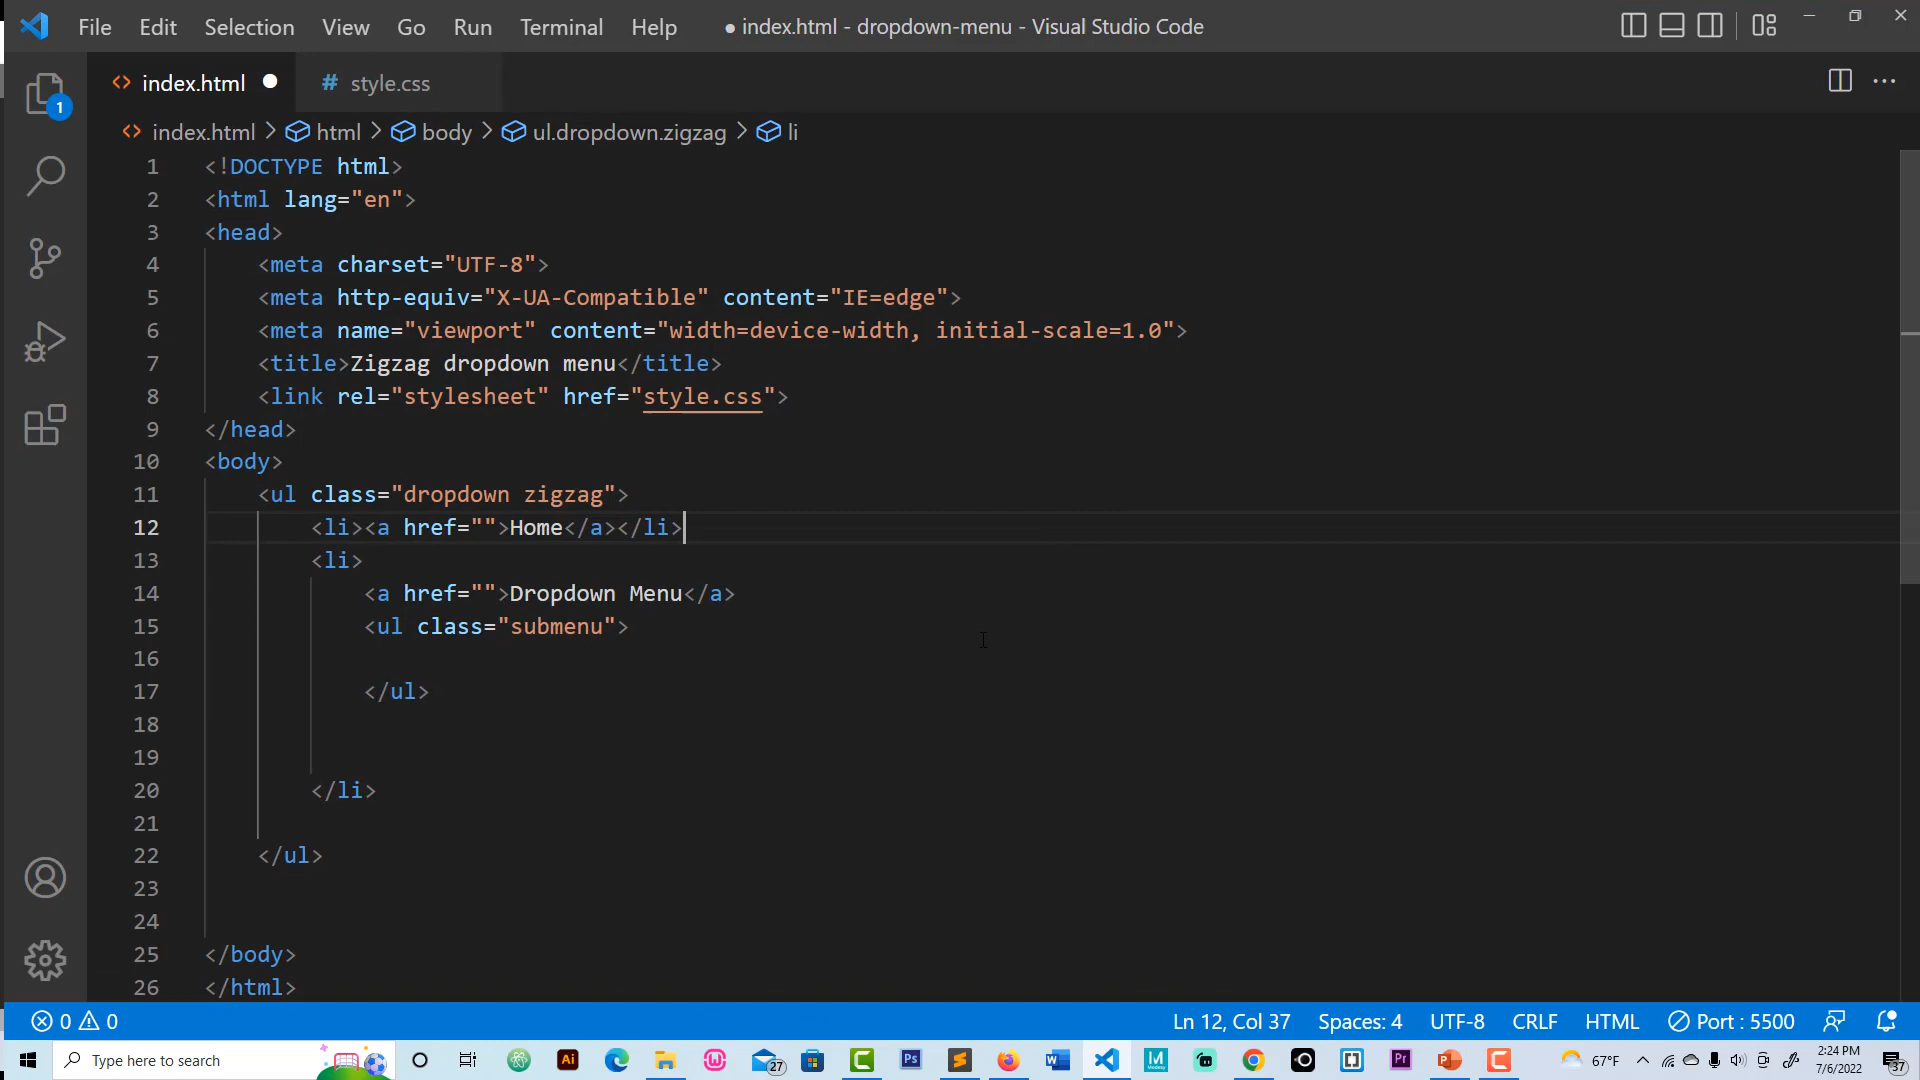 File Edit Selection View Go Run Terminal Help ● index.html - dropdown-menu - Visual Studio Code
<> index.html ● # style.css
1
<> index.html > html > body > ul.dropdown.zigzag > li
1 <!DOCTYPE html>
2 <html lang="en">
3 <head>
4 <meta charset="UTF-8">
5 <meta http-equiv="X-UA-Compatible" content="IE=edge">
6 <meta name="viewport" content="width=device-width, initial-scale=1.0">
7 <title>Zigzag dropdown menu</title>
8 <link rel="stylesheet" href="style.css">
9 </head>
10 <body>
11 <ul class="dropdown zigzag">
12 <li><a href="">Home</a></li>
13 <li>
14 <a href="">Dropdown Menu</a>
15 <ul class="submenu">
16
17 </ul>
18
19
20 </li>
21
22 </ul>
23
24
25 </body>
26 </html>
0 0 Ln 12, Col 37 Spaces: 4 UTF-8 CRLF HTML Port : 5500
Type here to search Ai 27 Ps W M Pr P C 67°F 2:24 PM
7/6/2022 37